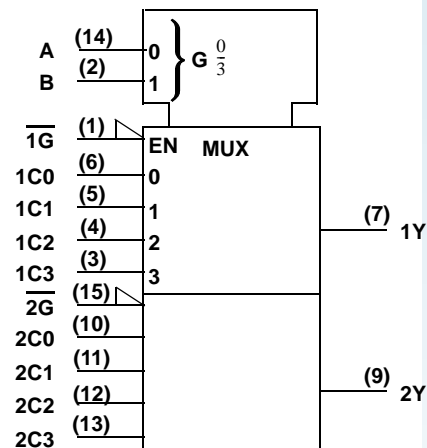 A (14) 0 } G 0/3
B (2) 1
1G (1) EN MUX
1C0 (6) 0
1C1 (5) 1
1C2 (4) 2
1C3 (3) 3
(7) 1Y
2G (15)
2C0 (10)
2C1 (11)
2C2 (12)
2C3 (13)
(9) 2Y